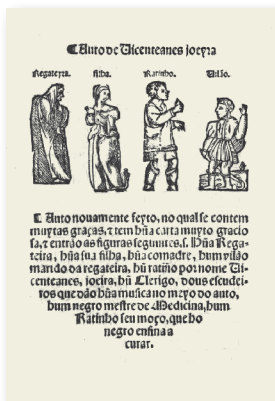 ¶ Auto de Vicenteanes joeyra
Regateyra. filha. Ratinho. Vilão.
¶ Auto nouamente feyto, no qual se contem
muytas graças, & tem hũa carta muyto gracio
sa, & entrão as figuras seguintes. s. Hũa Rega-
teira, hũa sua filha, hũa comadre, hum vilão
marido da regateira, hũ ratiño por nome Vi-
centeanes, joeira, hũ Clerigo, dous escudei-
ros que dão hũa musica no meyo do auto,
hum negro mestre de Medicina, hum
Ratinho seu moço, que ho
negro ensina a
curar.